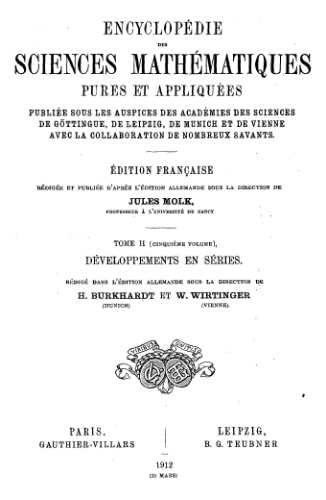 ENCYCLOPÉDIE
DES
SCIENCES MATHÉMATIQUES
PURES ET APPLIQUÉES
PUBLIÉE SOUS LES AUSPICES DES ACADÉMIES DES SCIENCES
DE GÖTTINGUE, DE LEIPZIG, DE MUNICH ET DE VIENNE
AVEC LA COLLABORATION DE NOMBREUX SAVANTS.
ÉDITION FRANÇAISE
RÉDIGÉE ET PUBLIÉE D'APRÈS L'ÉDITION ALLEMANDE SOUS LA DIRECTION DE
JULES MOLK,
PROFESSEUR À L'UNIVERSITÉ DE NANCY.
TOME II (CINQUIÈME VOLUME),
DÉVELOPPEMENTS EN SÉRIES.
RÉDIGÉ DANS L'ÉDITION ALLEMANDE SOUS LA DIRECTION DE
H. BURKHARDT ET W. WIRTINGER
(MUNICH) (VIENNE).
VIRIBUS UNITIS
PARIS, LEIPZIG,
GAUTHIER-VILLARS B. G. TEUBNER
1912
(31 MARS)